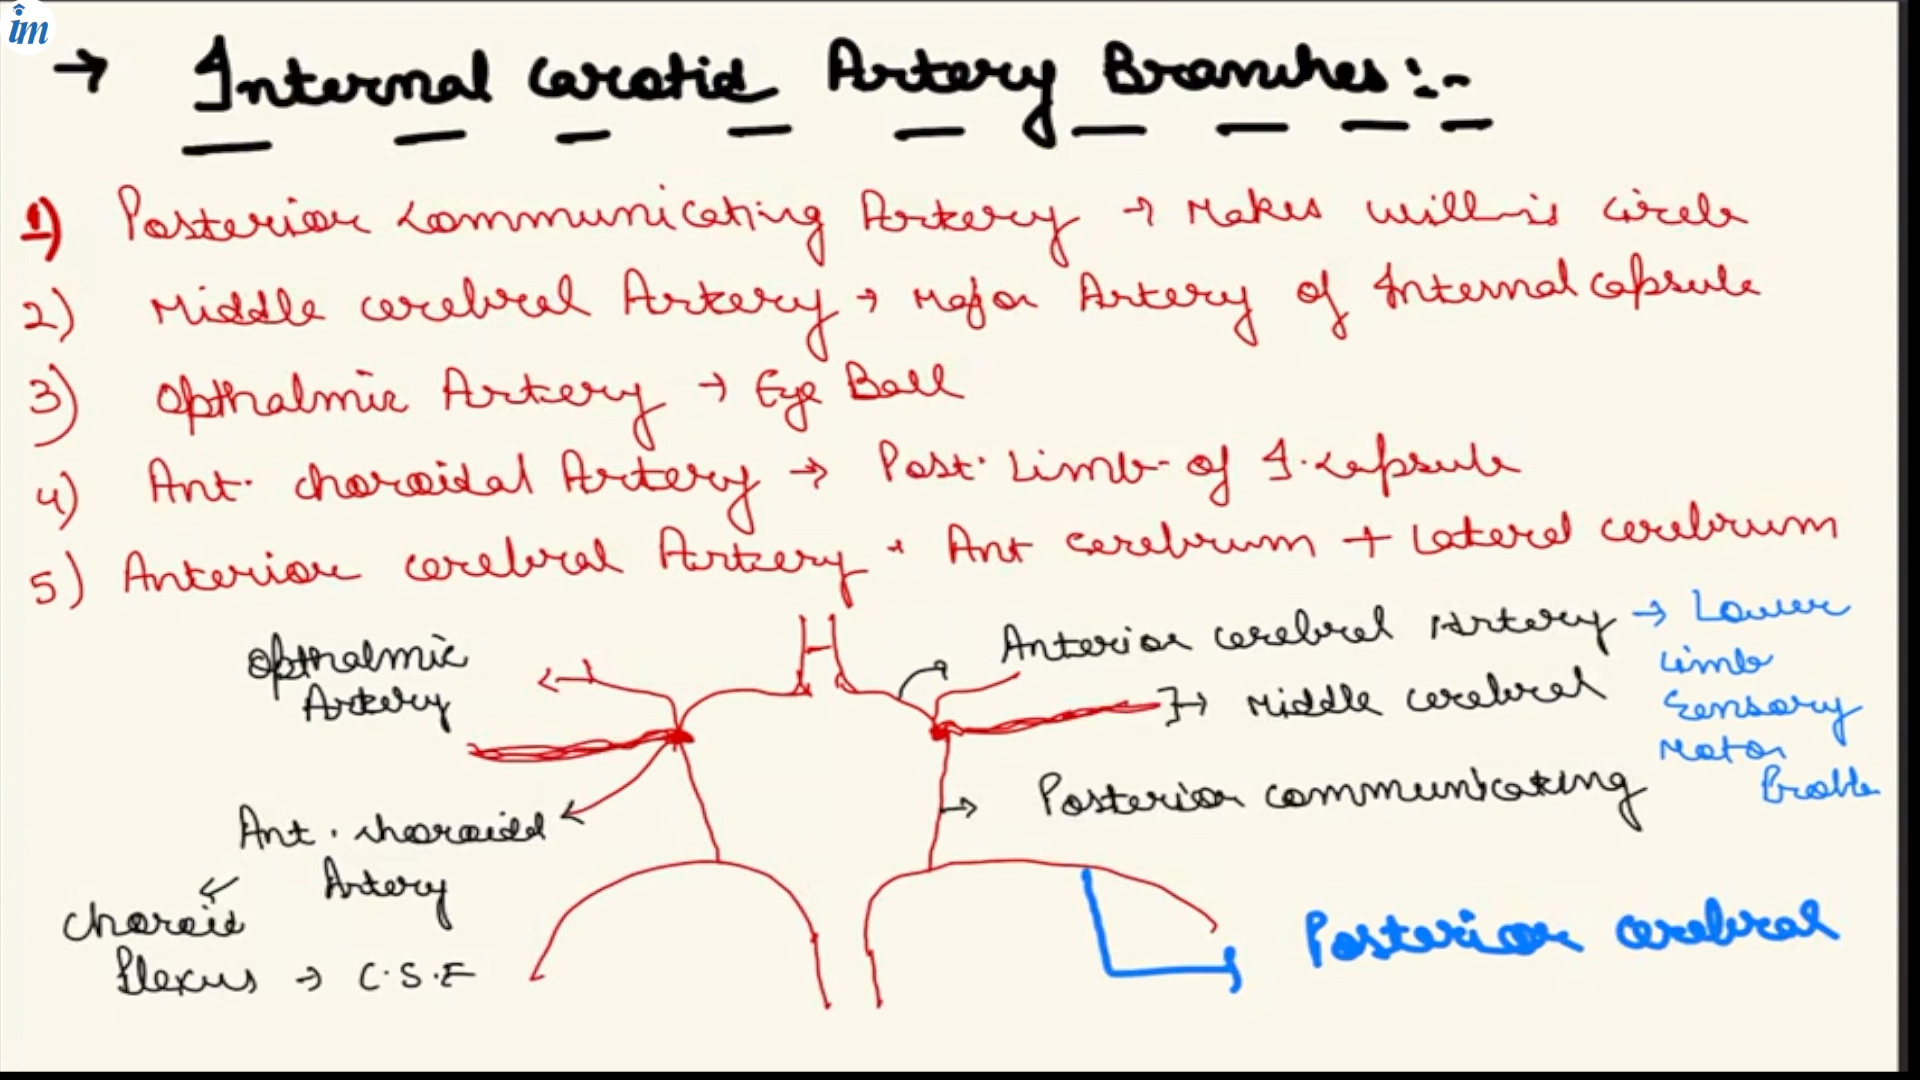 im
→ Internal carotid Artery Branches:-
1) Posterior communicating Artery → Makes willis circle
2) Middle cerebral Artery → Major Artery of Internal capsule
3) Opthalmic Artery → Eye Ball
4) Ant. choroidal Artery → Post. Limb of I. capsule
5) Anterior cerebral Artery → Ant cerebrum + Lateral cerebrum
Opthalmic
Artery
Anterior cerebral Artery → Lower
Limb
Sensory
Motor
Proble
Middle cerebral
Posterior communicating
Ant. choroidal
Artery
Choroid
Plexus → C.S.F
Posterior cerebral